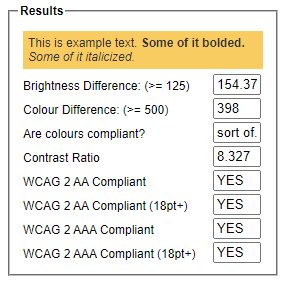 Results
This is example text. Some of it bolded.
Some of it italicized.
Brightness Difference: (>= 125) 154.37
Colour Difference: (>= 500) 398
Are colours compliant? sort of.
Contrast Ratio 8.327
WCAG 2 AA Compliant YES
WCAG 2 AA Compliant (18pt+) YES
WCAG 2 AAA Compliant YES
WCAG 2 AAA Compliant (18pt+) YES